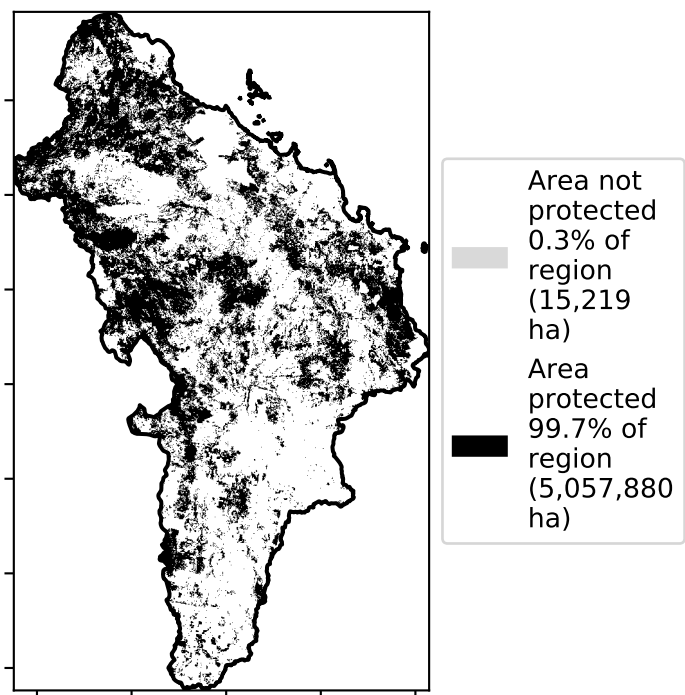 Area not
protected
0.3% of
region
(15,219
ha)
Area
protected
99.7% of
region
(5,057,880
ha)